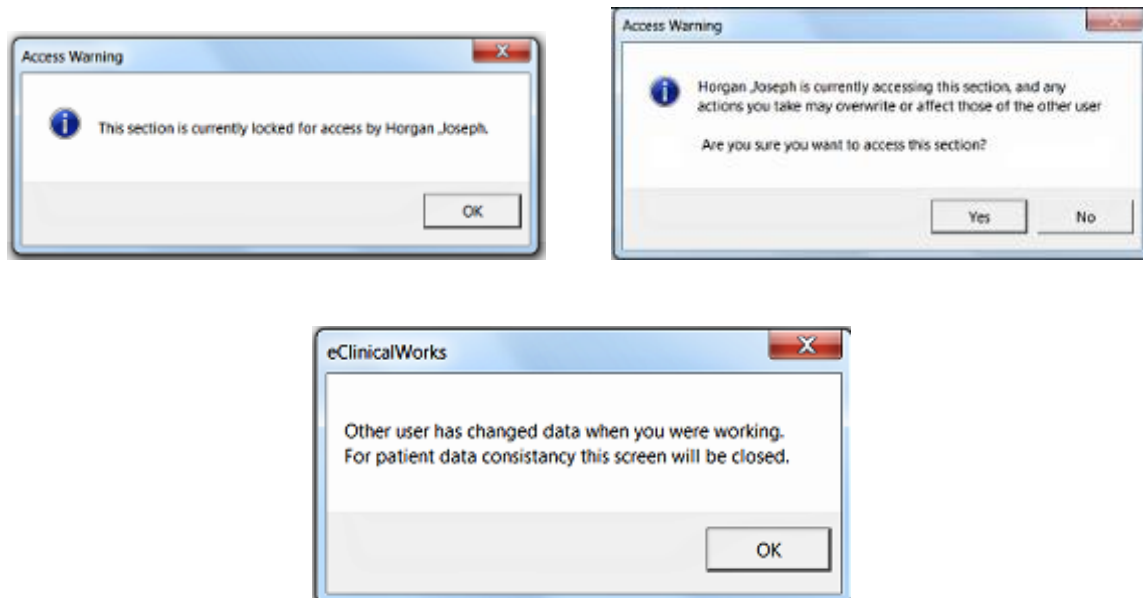 Access Warning
This section is currently locked for access by Horgan ,Joseph.
OK
Access Warning
Horgan ,Joseph is currently accessing this section, and any
actions you take may overwrite or affect those of the other user
Are you sure you want to access this section?
Yes No
eClinicalWorks
Other user has changed data when you were working.
For patient data consistancy this screen will be closed.
OK